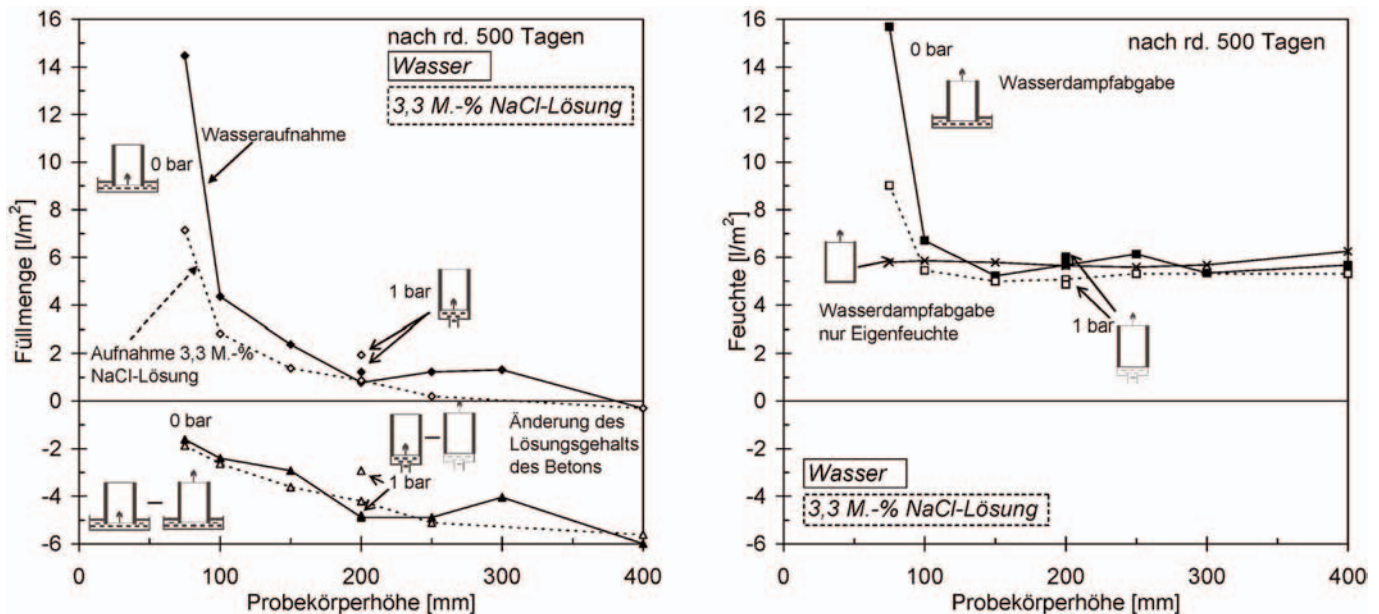 16
14
12
10
8
6
4
2
0
-2
-4
-6
Füllmenge [l/m²]
nach rd. 500 Tagen
Wasser
3,3 M.-% NaCl-Lösung
Wasseraufnahme
0 bar
1 bar
Aufnahme 3,3 M.-%
NaCl-Lösung
0 bar
Änderung des
Lösungsgehalts
des Betons
1 bar
0 100 200 300 400
Probekörperhöhe [mm]
16
14
12
10
8
6
4
2
0
-2
-4
-6
Feuchte [l/m²]
nach rd. 500 Tagen
0 bar
Wasserdampfabgabe
Wasserdampfabgabe
nur Eigenfeuchte
1 bar
Wasser
3,3 M.-% NaCl-Lösung
0 100 200 300 400
Probekörperhöhe [mm]